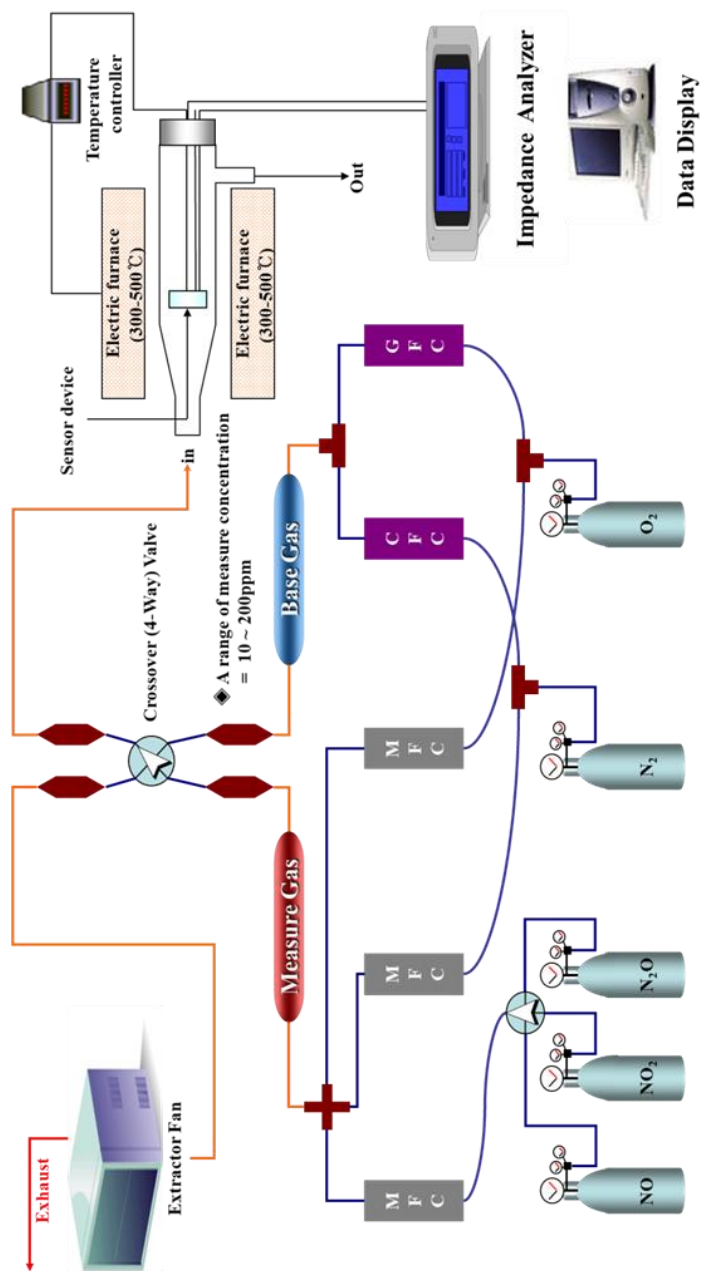 Exhaust
Extractor Fan
Crossover (4-Way) Valve
Measure Gas
Base Gas
◈ A range of measure concentration
= 10 ~ 200ppm
in
Sensor device
Electric furnace
(300-500℃)
Electric furnace
(300-500℃)
Temperature
controller
Out
Impedance Analyzer
Data Display
M
F
C
M
F
C
M
F
C
C
F
C
G
F
C
NO
NO₂
N₂O
N₂
O₂